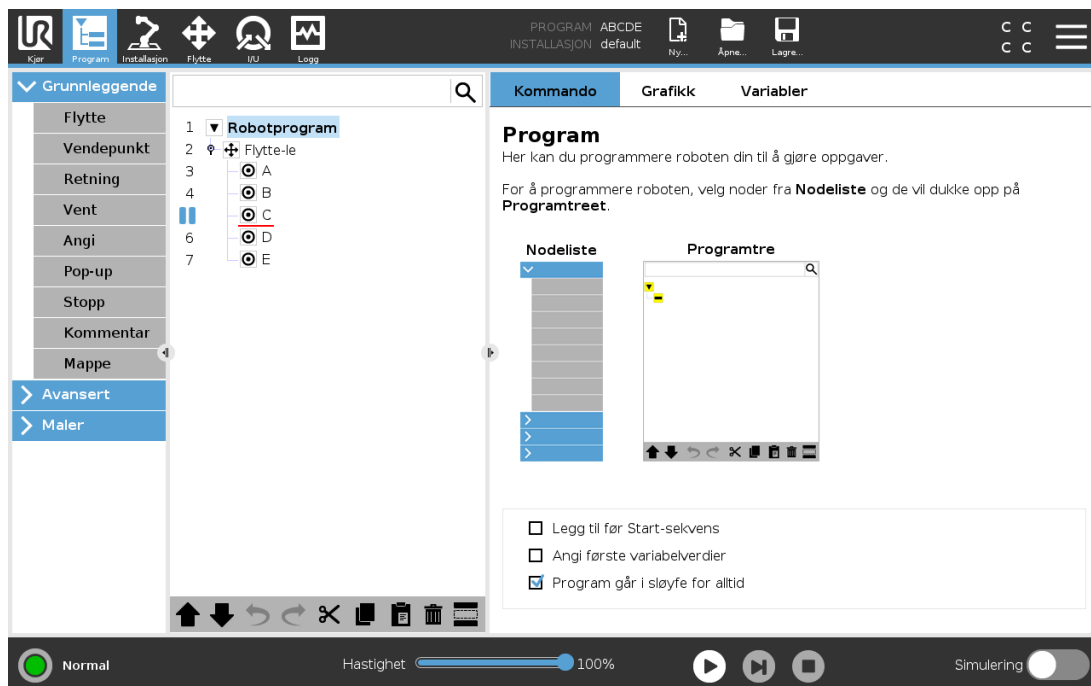 UR
PROGRAM ABCDE
INSTALLASJON default
C C
C C
Kjør
Program
Installasjon
Flytte
I/U
Logg
Ny...
Åpne...
Lagre...
Grunnleggende
Flytte
Vendepunkt
Retning
Vent
Angi
Pop-up
Stopp
Kommentar
Mappe
Avansert
Maler
1 Robotprogram
2 Flytte-le
3 A
4 B
C
6 D
7 E
Kommando
Grafikk
Variabler
Program
Her kan du programmere roboten din til å gjøre oppgaver.
For å programmere roboten, velg noder fra Nodeliste og de vil dukke opp på
Programtreet.
Nodeliste
Programtre
Legg til før Start-sekvens
Angi første variabelverdier
Program går i sløyfe for alltid
Normal
Hastighet
100%
Simulering